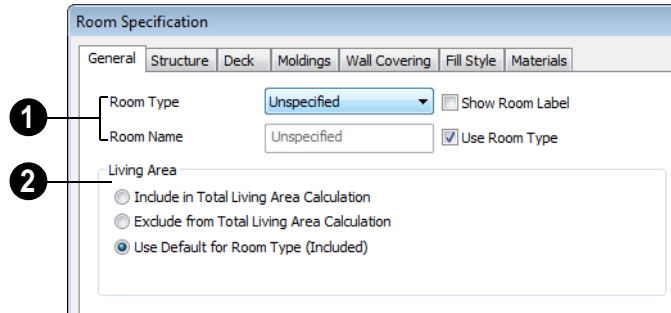 Room Specification
General Structure Deck Moldings Wall Covering Fill Style Materials
1 Room Type Unspecified Show Room Label
Room Name Unspecified Use Room Type
2 Living Area
Include in Total Living Area Calculation
Exclude from Total Living Area Calculation
Use Default for Room Type (Included)